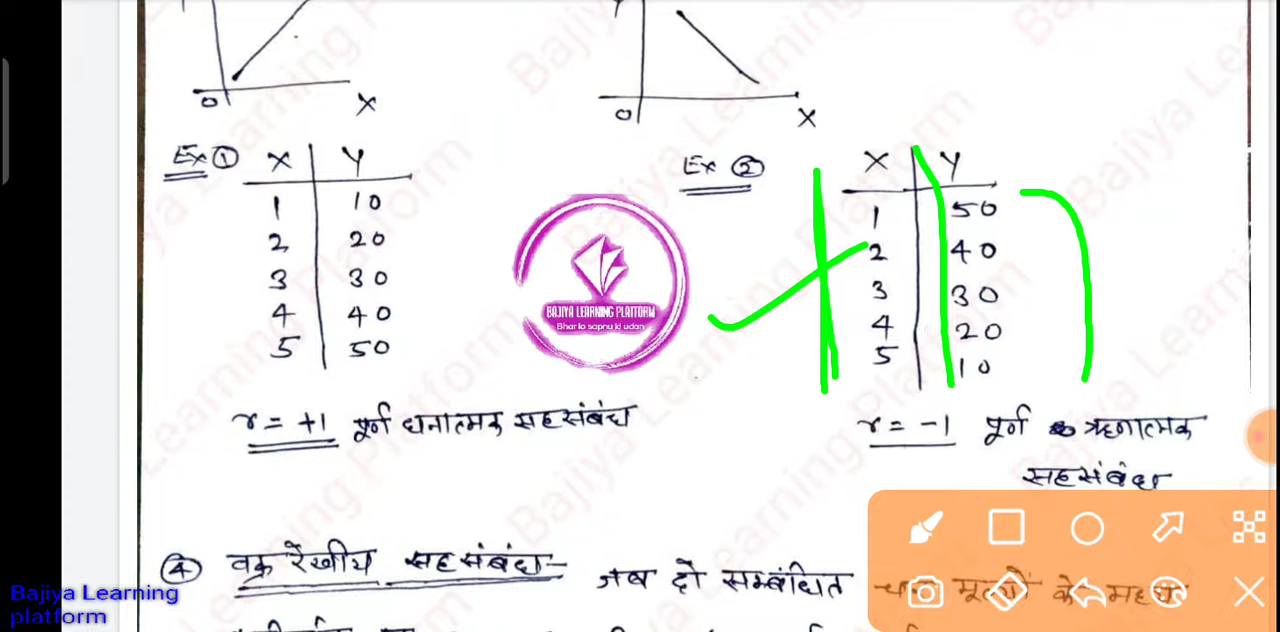 0 X
0 X
Ex ① X Y
1 10
2 20
3 30
4 40
5 50
r = +1 पूर्ण धनात्मक सहसंबंध
Ex ② X Y
1 50
2 40
3 30
4 20
5 10
r = -1 पूर्ण ऋणात्मक
सहसंबंध
BAJIYA LEARNING PLATFORM
Bhar lo sapnu ki udan
④ वक्र रेखीय सहसंबंध- जब दो सम्बंधित मूल्यों के
Bajiya Learning
platform